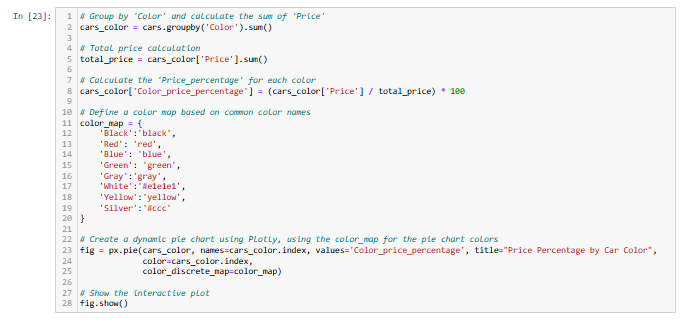 In [23]:
1 # Group by 'Color' and calculate the sum of 'Price'
2 cars_color = cars.groupby('Color').sum()
3
4 # Total price calculation
5 total_price = cars_color['Price'].sum()
6
7 # Calculate the 'Price_percentage' for each color
8 cars_color['Color_price_percentage'] = (cars_color['Price'] / total_price) * 100
9
10 # Define a color map based on common color names
11 color_map = {
12     'Black':'black',
13     'Red': 'red',
14     'Blue': 'blue',
15     'Green': 'green',
16     'Gray':'gray',
17     'White':'#e1e1e1',
18     'Yellow':'yellow',
19     'Silver':'#ccc'
20 }
21
22 # Create a dynamic pie chart using Plotly, using the color_map for the pie chart colors
23 fig = px.pie(cars_color, names=cars_color.index, values='Color_price_percentage', title="Price Percentage by Car Color",
24              color=cars_color.index,
25              color_discrete_map=color_map)
26
27 # Show the interactive plot
28 fig.show()